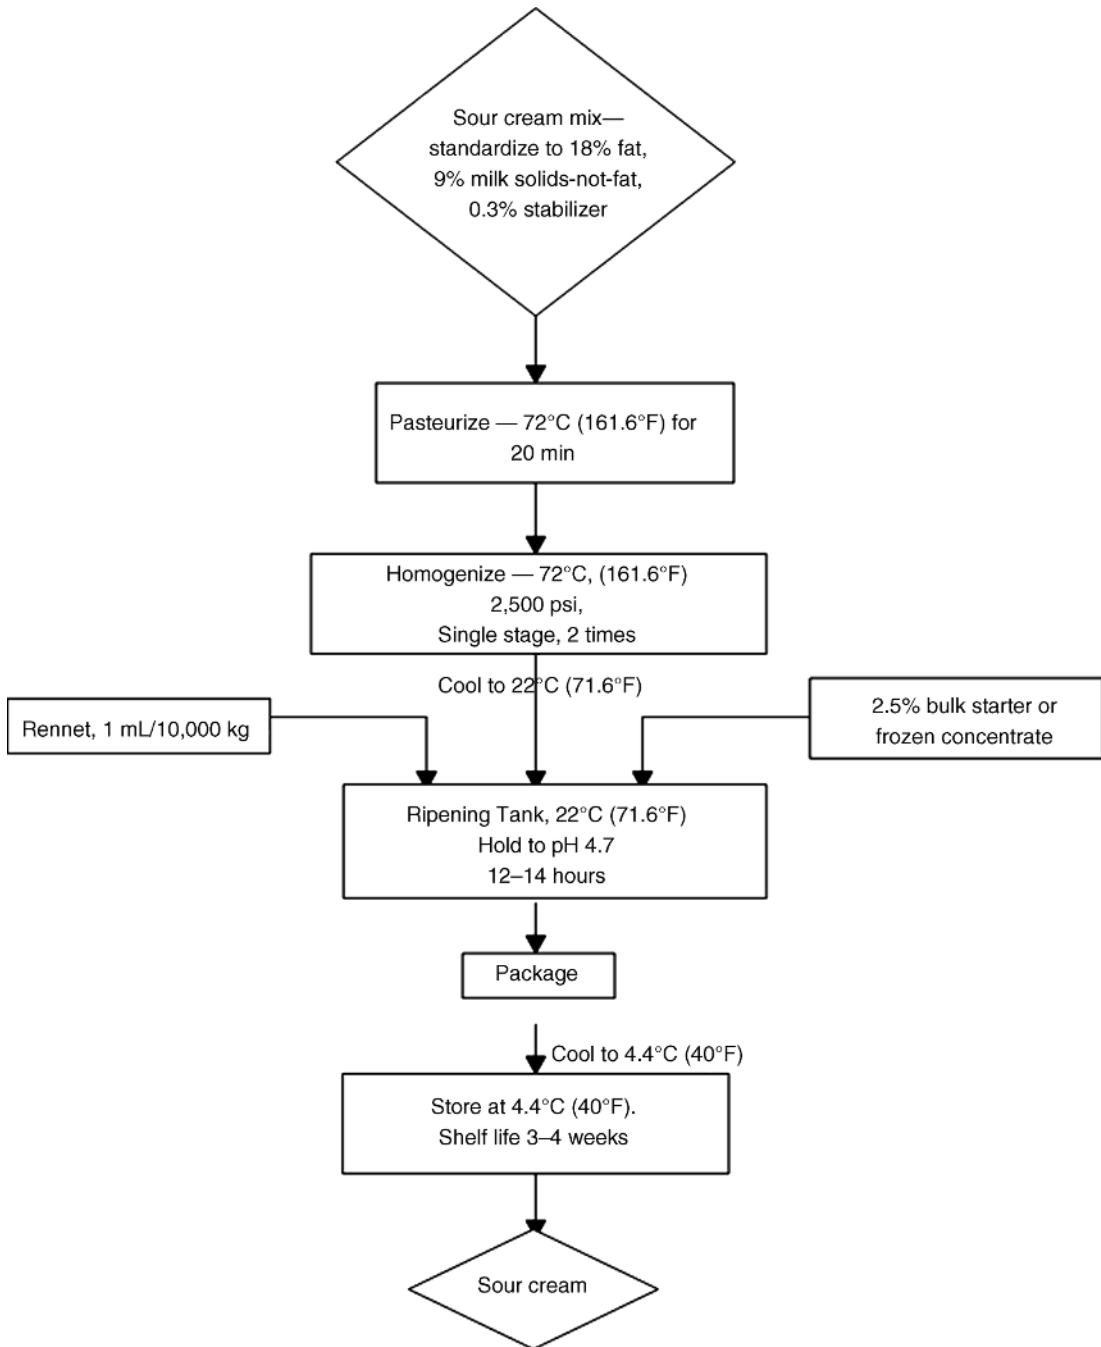 Sour cream mix—
standardize to 18% fat,
9% milk solids-not-fat,
0.3% stabilizer
Pasteurize — 72°C (161.6°F) for
20 min
Homogenize — 72°C, (161.6°F)
2,500 psi,
Single stage, 2 times
Cool to 22°C (71.6°F)
Rennet, 1 mL/10,000 kg
2.5% bulk starter or
frozen concentrate
Ripening Tank, 22°C (71.6°F)
Hold to pH 4.7
12–14 hours
Package
Cool to 4.4°C (40°F)
Store at 4.4°C (40°F).
Shelf life 3–4 weeks
Sour cream